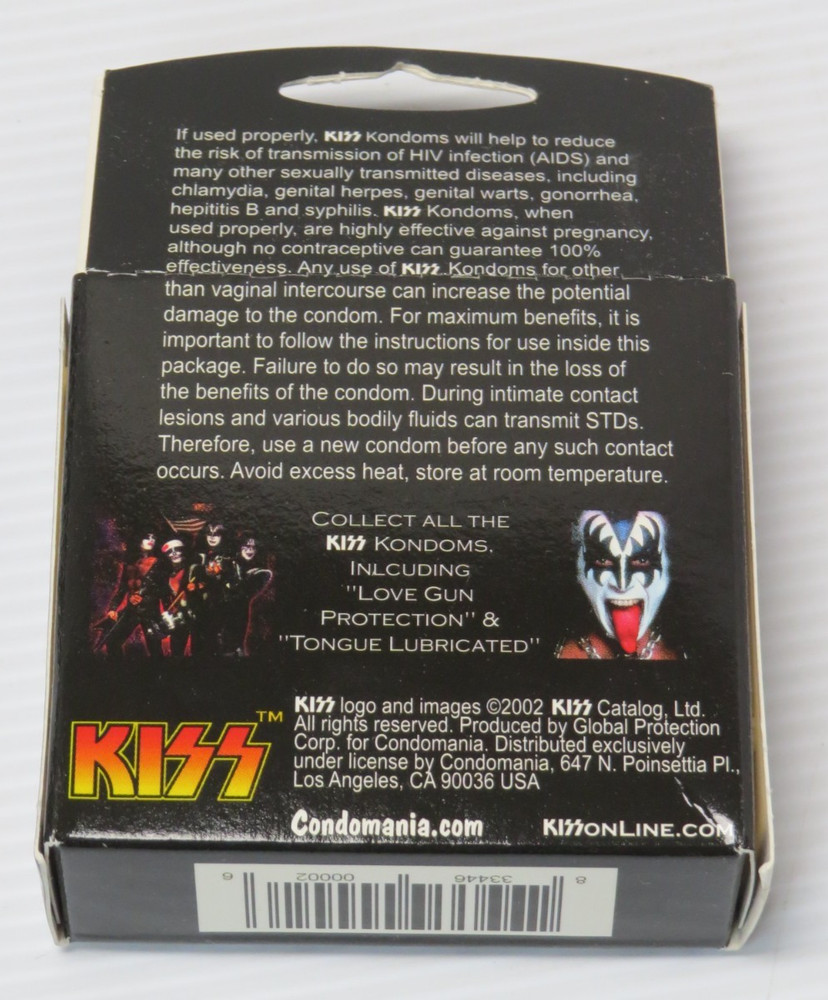 If used properly, KISS Kondoms will help to reduce
the risk of transmission of HIV infection (AIDS) and
many other sexually transmitted diseases, including
chlamydia, genital herpes, genital warts, gonorrhea,
hepititis B and syphilis. KISS Kondoms, when
used properly, are highly effective against pregnancy,
although no contraceptive can guarantee 100%
effectiveness. Any use of KISS Kondoms for other
than vaginal intercourse can increase the potential
damage to the condom. For maximum benefits, it is
important to follow the instructions for use inside this
package. Failure to do so may result in the loss of
the benefits of the condom. During intimate contact
lesions and various bodily fluids can transmit STDs.
Therefore, use a new condom before any such contact
occurs. Avoid excess heat, store at room temperature.
COLLECT ALL THE
KISS KONDOMS,
INLCUDING
"LOVE GUN
PROTECTION" &
"TONGUE LUBRICATED"
KISS™
KISS logo and images ©2002 KISS Catalog, Ltd.
All rights reserved. Produced by Global Protection
Corp. for Condomania. Distributed exclusively
under license by Condomania, 647 N. Poinsettia Pl.,
Los Angeles, CA 90036 USA
Condomania.com
KISSONLINE.COM
8 33446 00002 9